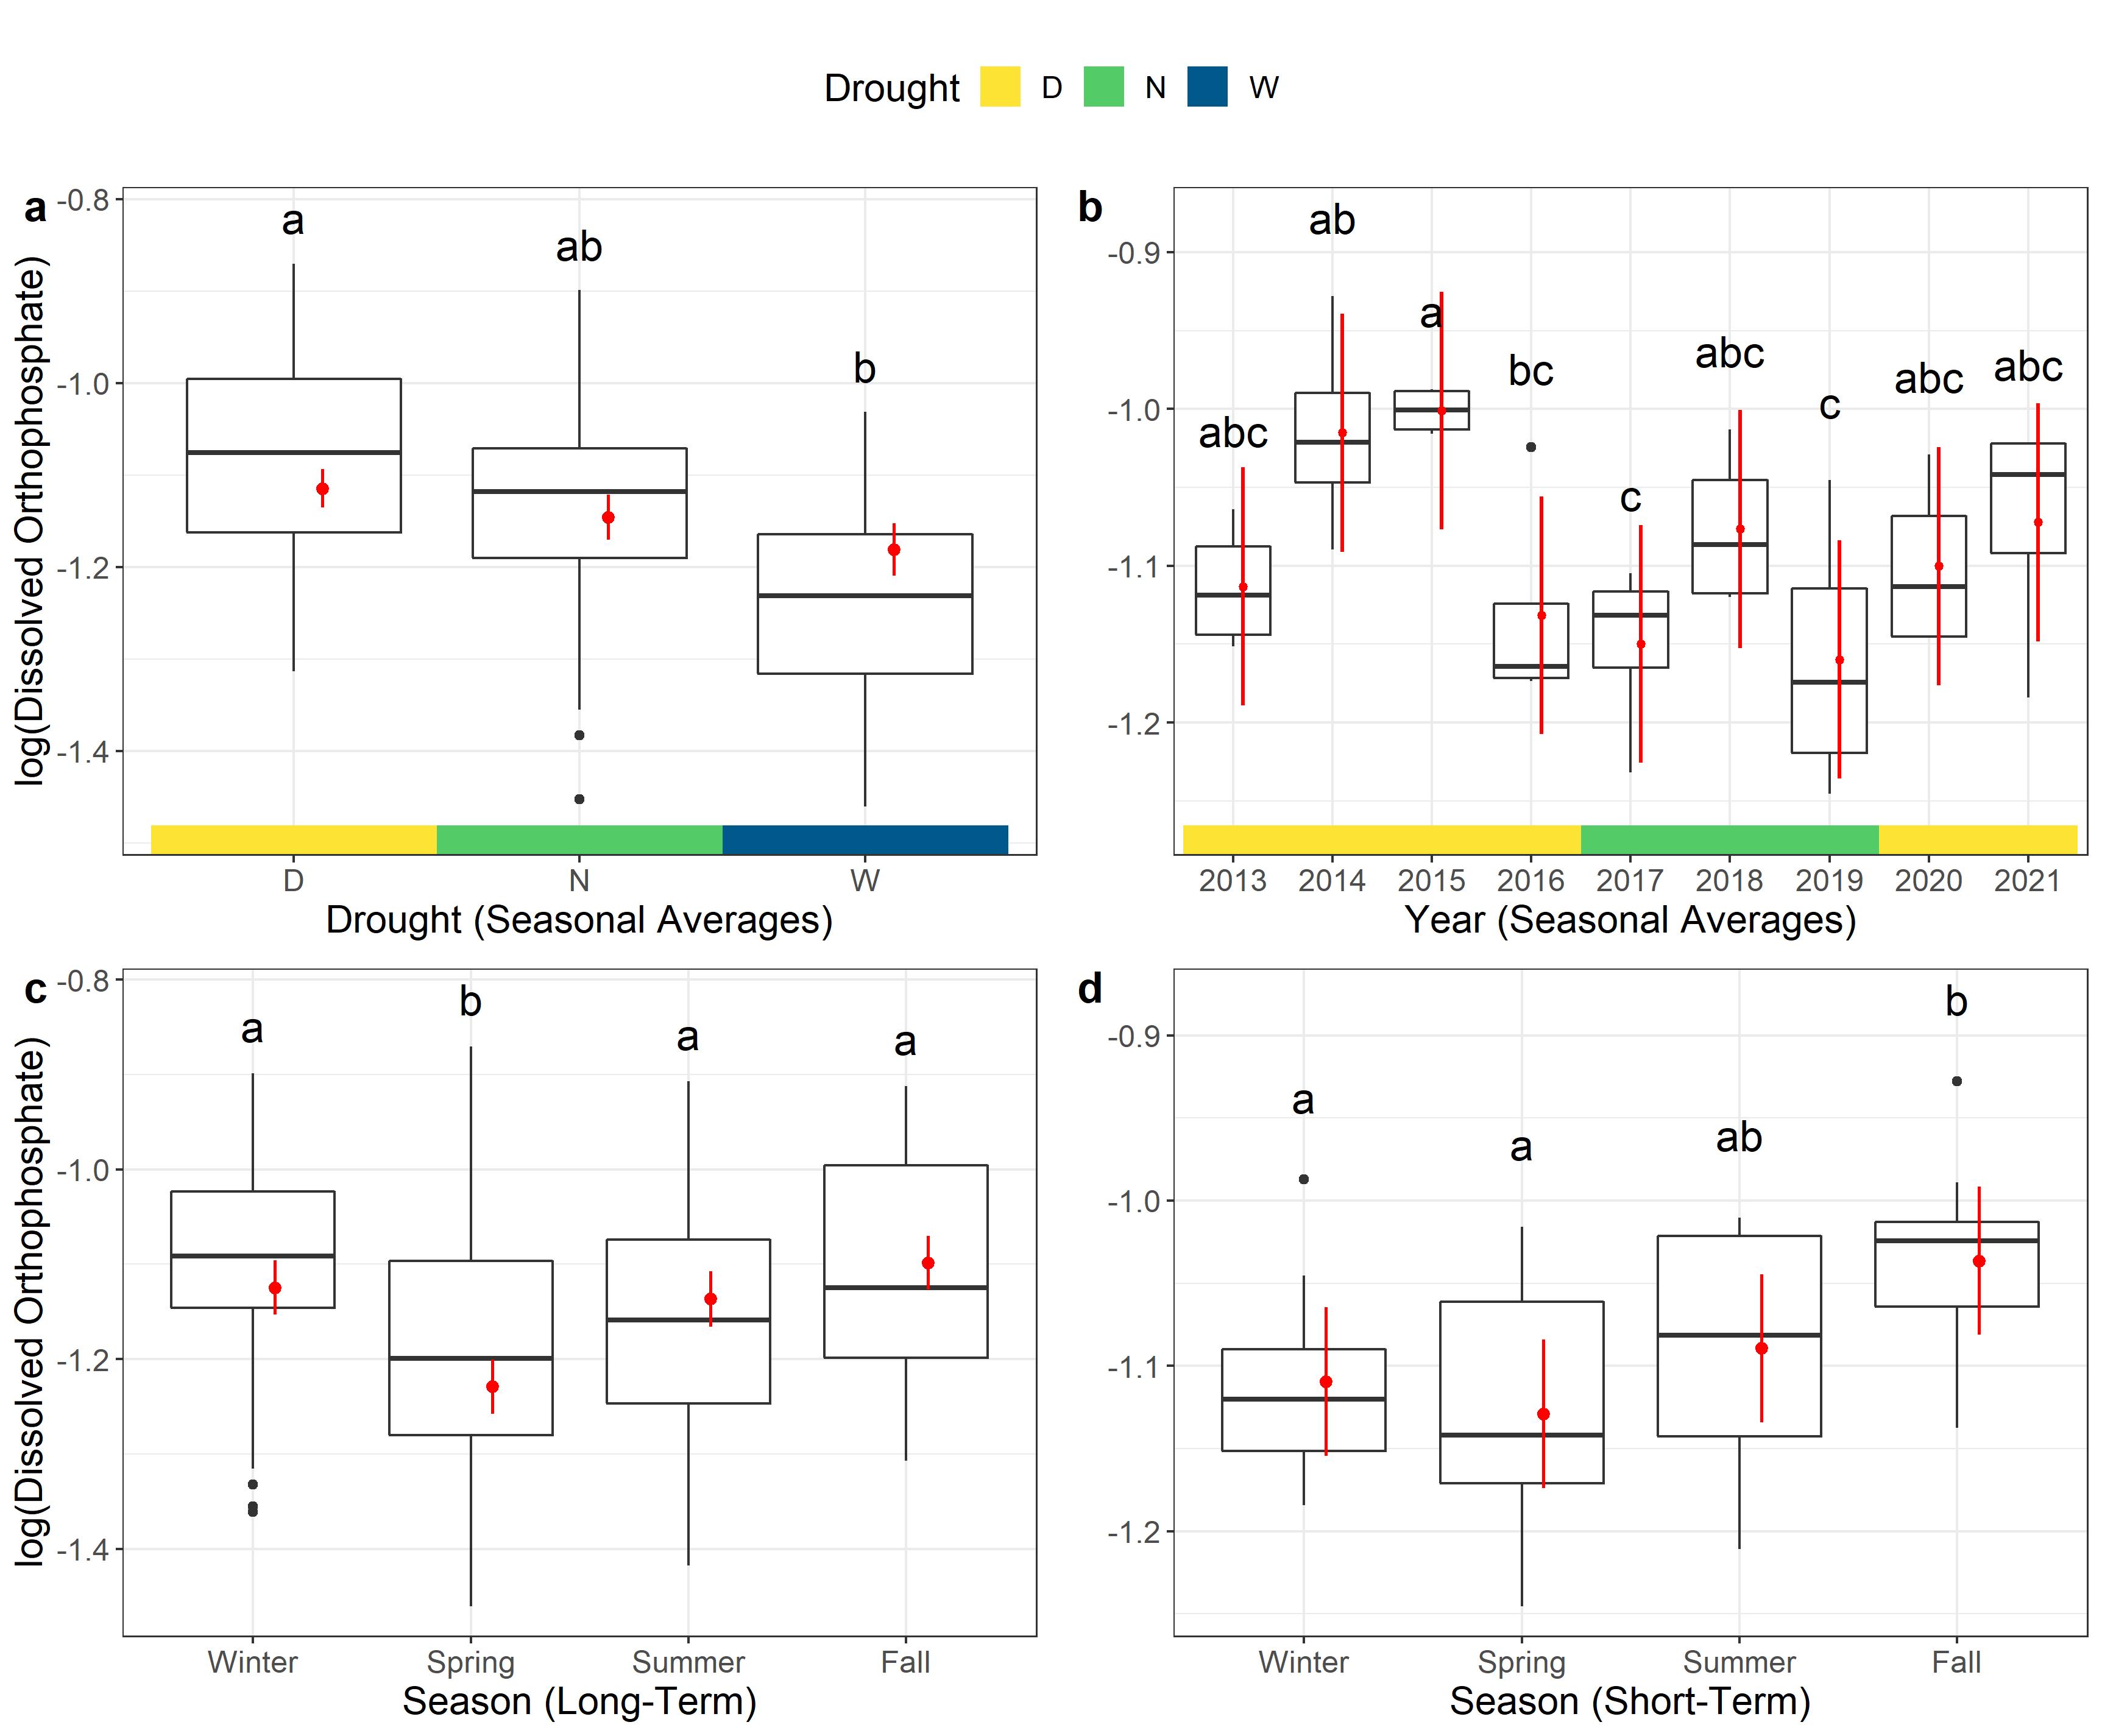 Drought D N W
a
log(Dissolved Orthophosphate)
-0.8
-1.0
-1.2
-1.4
a ab b
D N W
Drought (Seasonal Averages)
b
-0.9
-1.0
-1.1
-1.2
abc ab a bc c abc c abc abc
2013 2014 2015 2016 2017 2018 2019 2020 2021
Year (Seasonal Averages)
c
log(Dissolved Orthophosphate)
-0.8
-1.0
-1.2
-1.4
a b a a
Winter Spring Summer Fall
Season (Long-Term)
d
-0.9
-1.0
-1.1
-1.2
a a ab b
Winter Spring Summer Fall
Season (Short-Term)